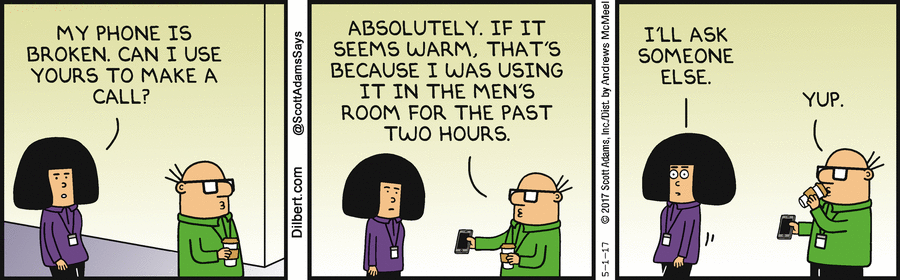 MY PHONE IS
BROKEN. CAN I USE
YOURS TO MAKE A
CALL?
Dilbert.com @ScottAdamsSays
ABSOLUTELY. IF IT
SEEMS WARM, THAT'S
BECAUSE I WAS USING
IT IN THE MEN'S
ROOM FOR THE PAST
TWO HOURS.
5-1-17 © 2017 Scott Adams, Inc./Dist. by Andrews McMeel
I'LL ASK
SOMEONE
ELSE.
YUP.